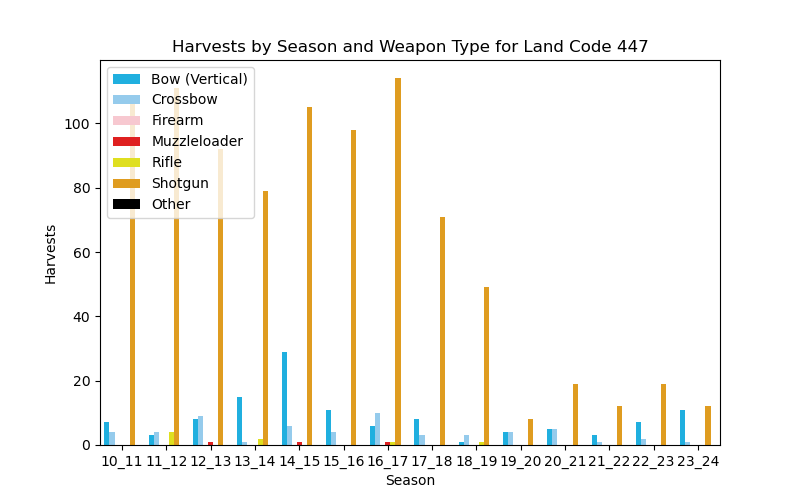 Harvests by Season and Weapon Type for Land Code 447
Bow (Vertical)
Crossbow
Firearm
Muzzleloader
Rifle
Shotgun
Other
100
80
60
40
20
0
Harvests
10_11 11_12 12_13 13_14 14_15 15_16 16_17 17_18 18_19 19_20 20_21 21_22 22_23 23_24
Season